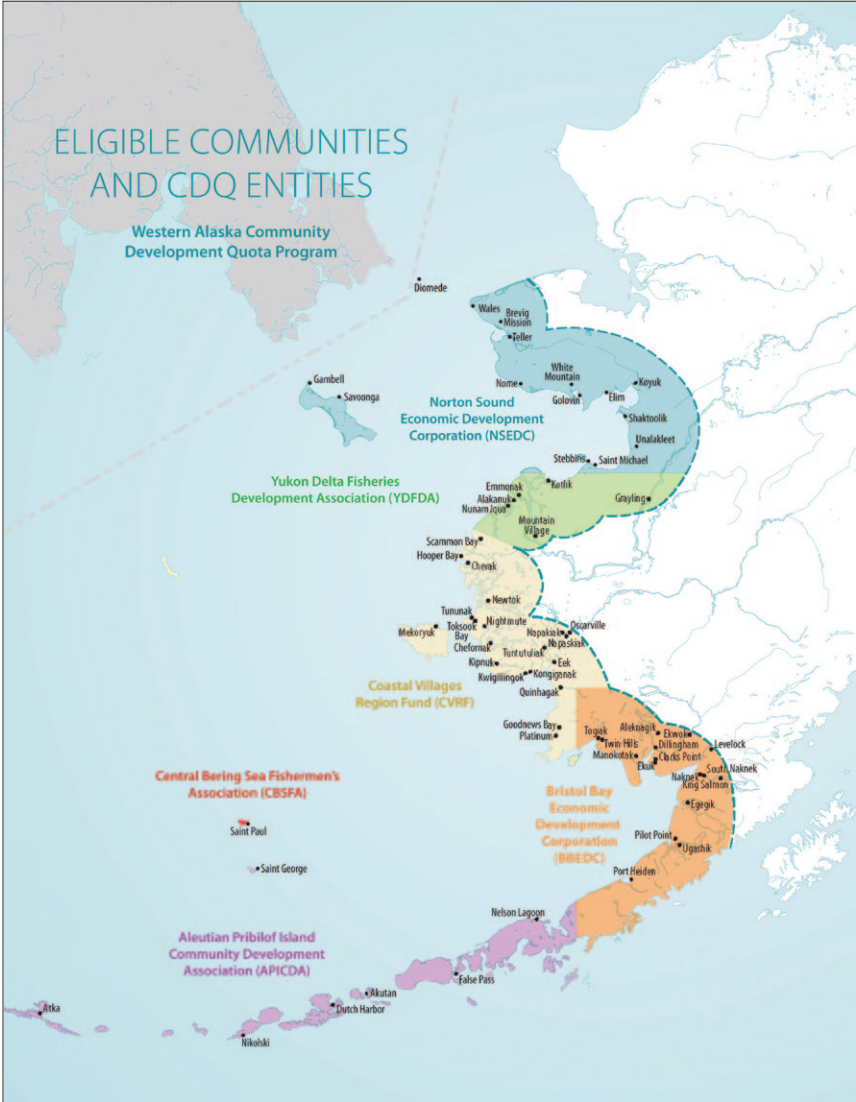 ELIGIBLE COMMUNITIES
AND CDQ ENTITIES
Western Alaska Community
Development Quota Program
Diomede
Wales
Brevig
Mission
Teller
Gambell
Savoonga
Nome
White
Mountain
Golovin
Elim
Koyuk
Shaktoolik
Unalakleet
Norton Sound
Economic Development
Corporation (NSEDC)
Stebbins
Saint Michael
Yukon Delta Fisheries
Development Association (YDFDA)
Emmonak
Alakanuk
Nunam Iqua
Kotlik
Grayling
Mountain
Village
Scammon Bay
Hooper Bay
Chevak
Newtok
Tununak
Toksook
Bay
Nightmute
Mekoryuk
Chefornak
Kipnuk
Kwigillingok
Kongiganak
Tuntutuliak
Napakiak
Oscarville
Napaskiak
Eek
Quinhagak
Coastal Villages
Region Fund (CVRF)
Goodnews Bay
Platinum
Togiak
Twin Hills
Manokotak
Aleknagik
Dillingham
Clarks Point
Ekuk
Ekwok
Levelock
South Naknek
Naknek
King Salmon
Egegik
Pilot Point
Ugashik
Port Heiden
Bristol Bay
Economic
Development
Corporation
(BBEDC)
Central Bering Sea Fishermen's
Association (CBSFA)
Saint Paul
Saint George
Aleutian Pribilof Island
Community Development
Association (APICDA)
Nelson Lagoon
False Pass
Akutan
Dutch Harbor
Nikolski
Atka